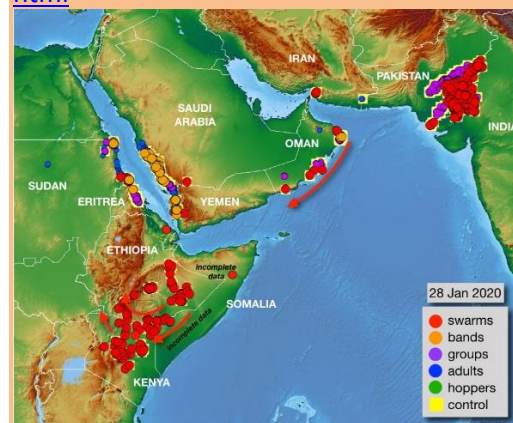 IRAN
PAKISTAN
SAUDI
ARABIA
INDIA
OMAN
SUDAN
ERITREA
YEMEN
ETHIOPIA
incomplete
data
SOMALIA
incomplete data
KENYA
28 Jan 2020
swarms
bands
groups
adults
hoppers
control